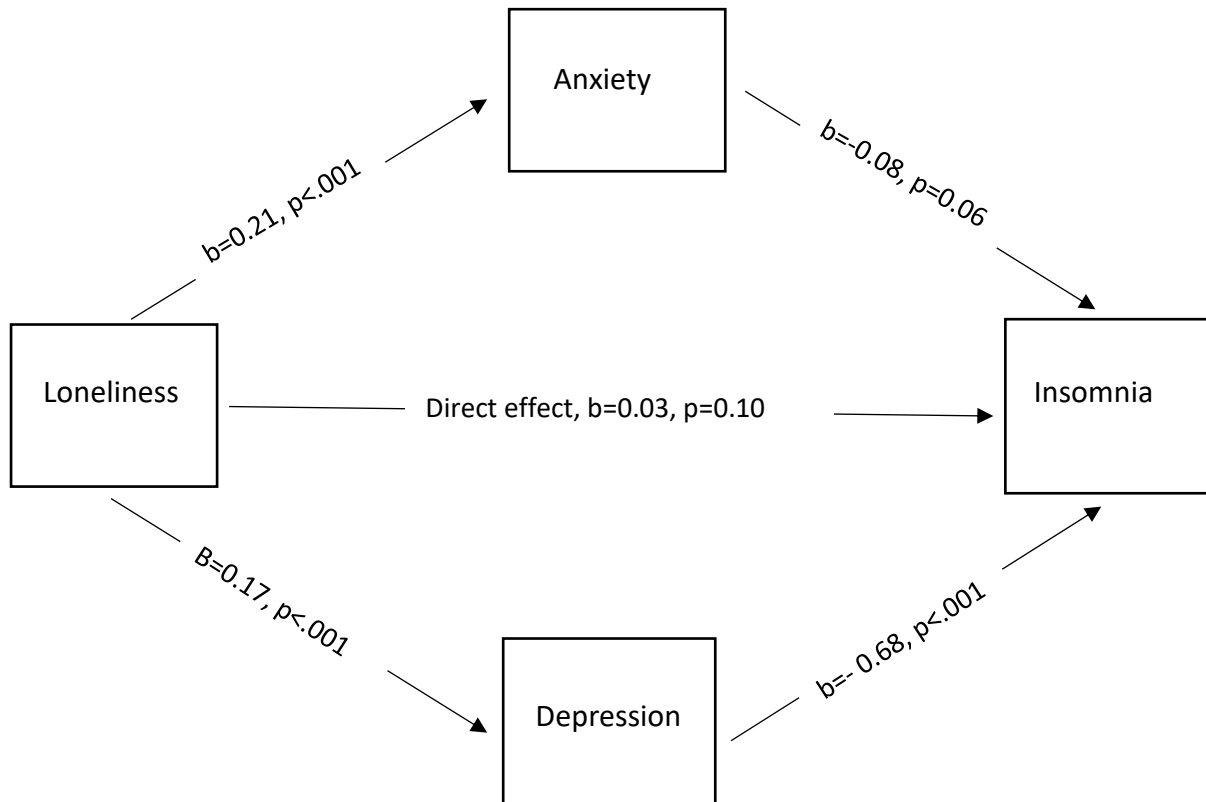 Anxiety
b=0.21, p<.001
b=-0.08, p=0.06
Loneliness
Direct effect, b=0.03, p=0.10
Insomnia
B=0.17, p<.001
b=- 0.68, p<.001
Depression